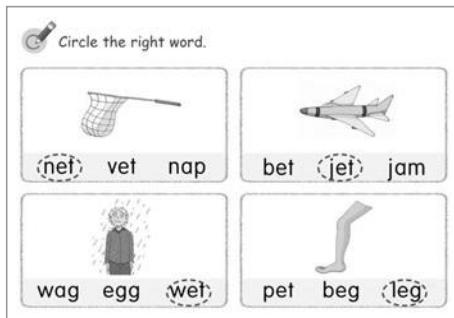 Circle the right word.
net vet nap
bet jet jam
wag egg wet
pet beg leg